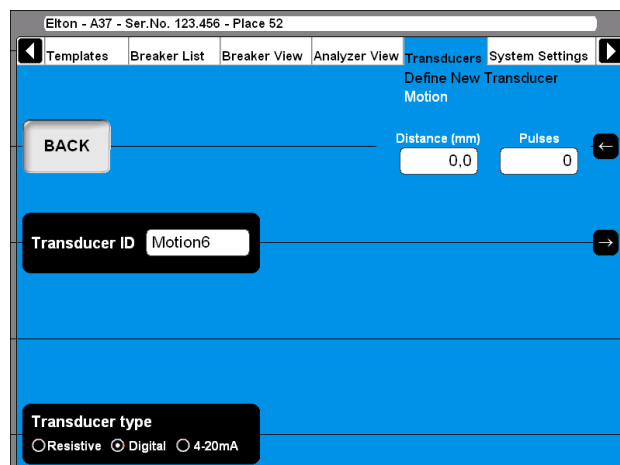 Elton - A37 - Ser.No. 123.456 - Place 52
Templates Breaker List Breaker View Analyzer View Transducers System Settings
Define New Transducer
Motion
BACK
Distance (mm) Pulses
0,0 0
←
Transducer ID Motion6
→
Transducer type
Resistive Digital 4-20mA